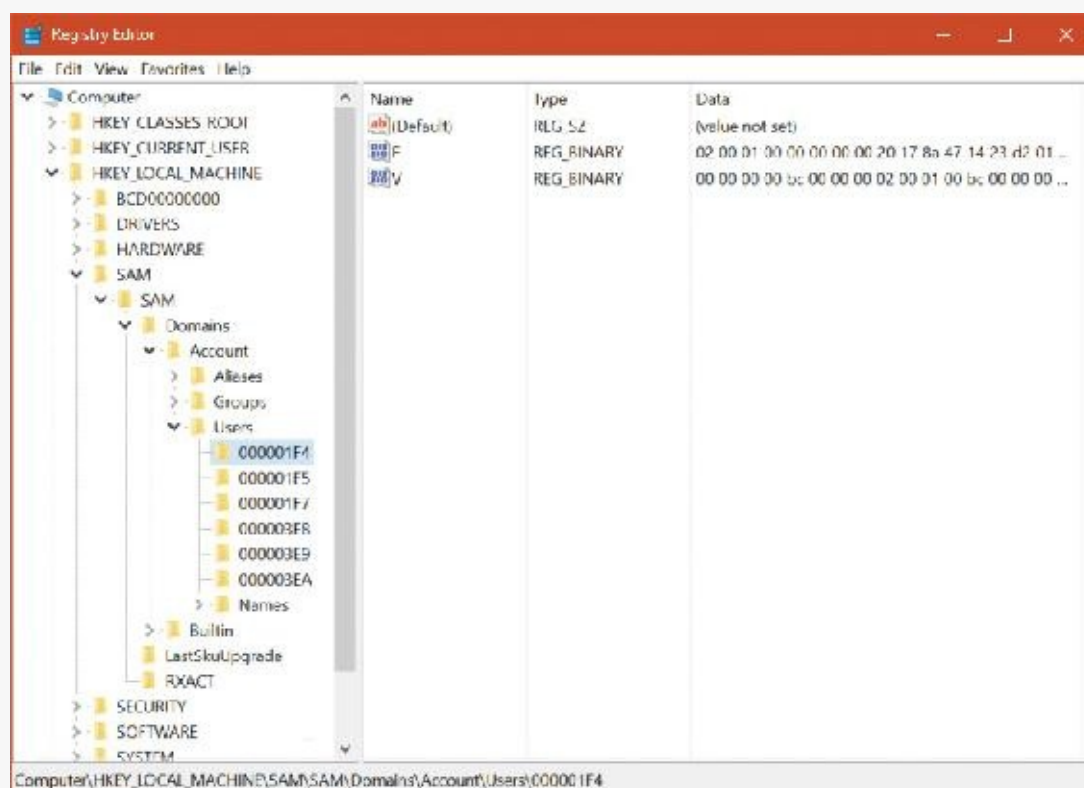 Registry Editor
File Edit View Favorites Help
Computer
HKEY_CLASSES_ROOT
HKEY_CURRENT_USER
HKEY_LOCAL_MACHINE
BCD00000000
DRIVERS
HARDWARE
SAM
SAM
Domains
Account
Aliases
Groups
Users
000001F4
000001F5
000001F7
000003E8
000003E9
000003EA
Names
Builtin
LastSkuUpgrade
RXACT
SECURITY
SOFTWARE
SYSTEM
Name Type Data
(Default) REG_SZ (value not set)
F REG_BINARY 02 00 01 00 00 00 00 00 20 17 8a 47 14 23 d2 01 ...
V REG_BINARY 00 00 00 00 bc 00 00 00 02 00 01 00 bc 00 00 00 ...
Computer\HKEY_LOCAL_MACHINE\SAM\SAM\Domains\Account\Users\000001F4